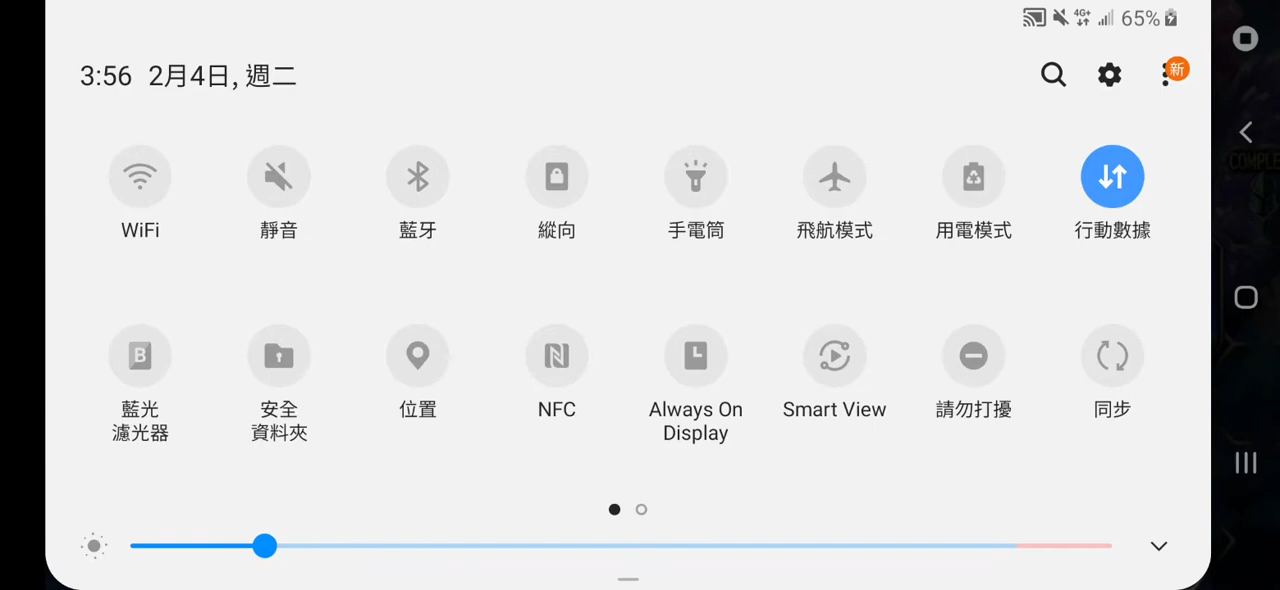 4G+ 65%
3:56 2月4日, 週二
新
WiFi 靜音 藍牙 縱向 手電筒 飛航模式 用電模式 行動數據
藍光 安全 位置 NFC Always On Smart View 請勿打擾 同步
濾光器 資料夾 Display
B
N
COMPLE